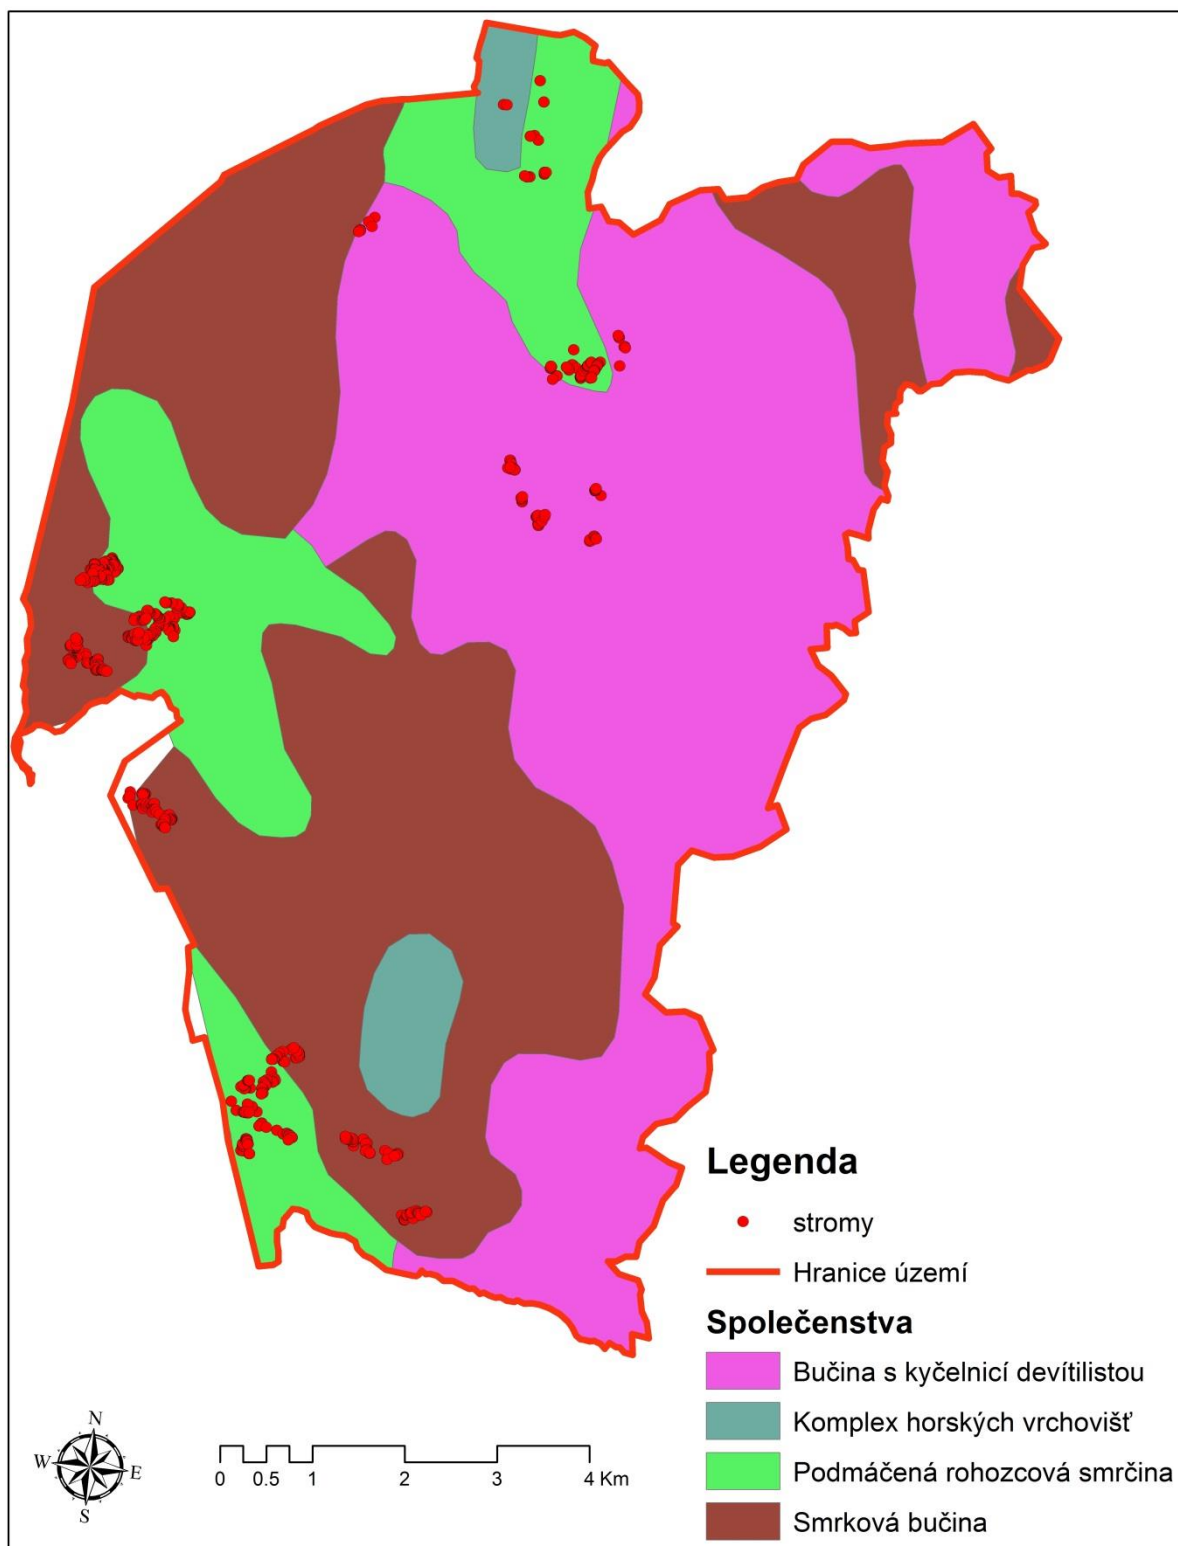 Legenda
stromy
Hranice území
Společenstva
Bučina s kyčelnicí devítilistou
Komplex horských vrchovišť
Podmáčená rohozcová smrčina
Smrková bučina
N
W E
S
0 0.5 1 2 3 4 Km